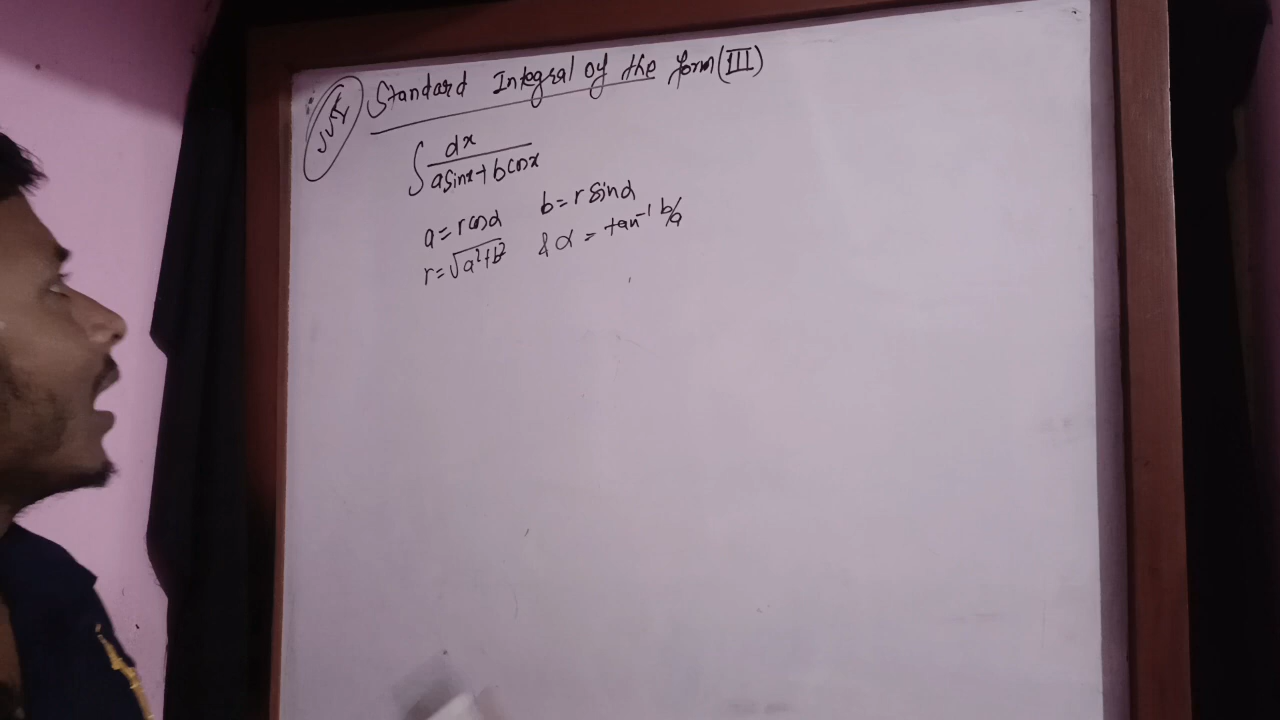 Standard Integral of the form (III)
∫ dx / a sinx + b cosx
a = r cosα b = r sinα
r = √a²+b² & α = tan⁻¹ b/a